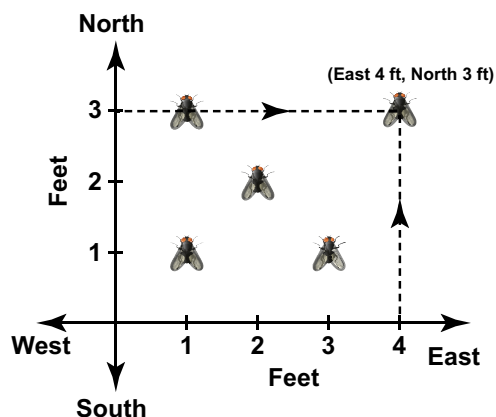 North
(East 4 ft, North 3 ft)
3
Feet
2
1
West
1 2 3 4
East
Feet
South